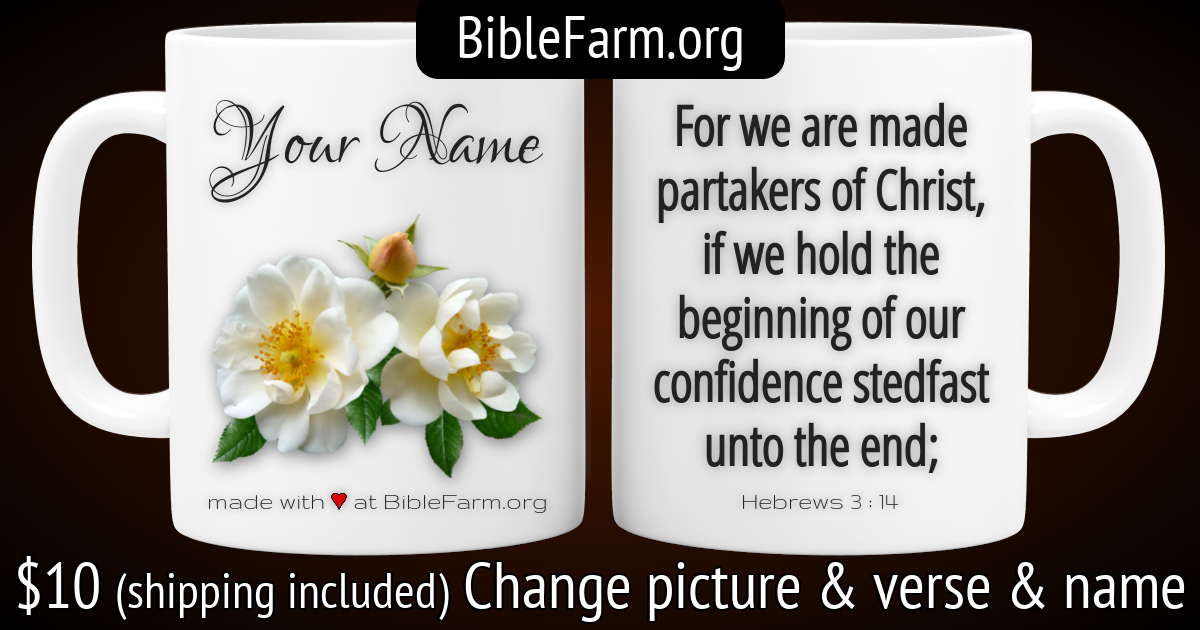 BibleFarm.org
Your Name
made with ♥ at BibleFarm.org
For we are made
partakers of Christ,
if we hold the
beginning of our
confidence stedfast
unto the end;
Hebrews 3 : 14
$10 (shipping included) Change picture & verse & name